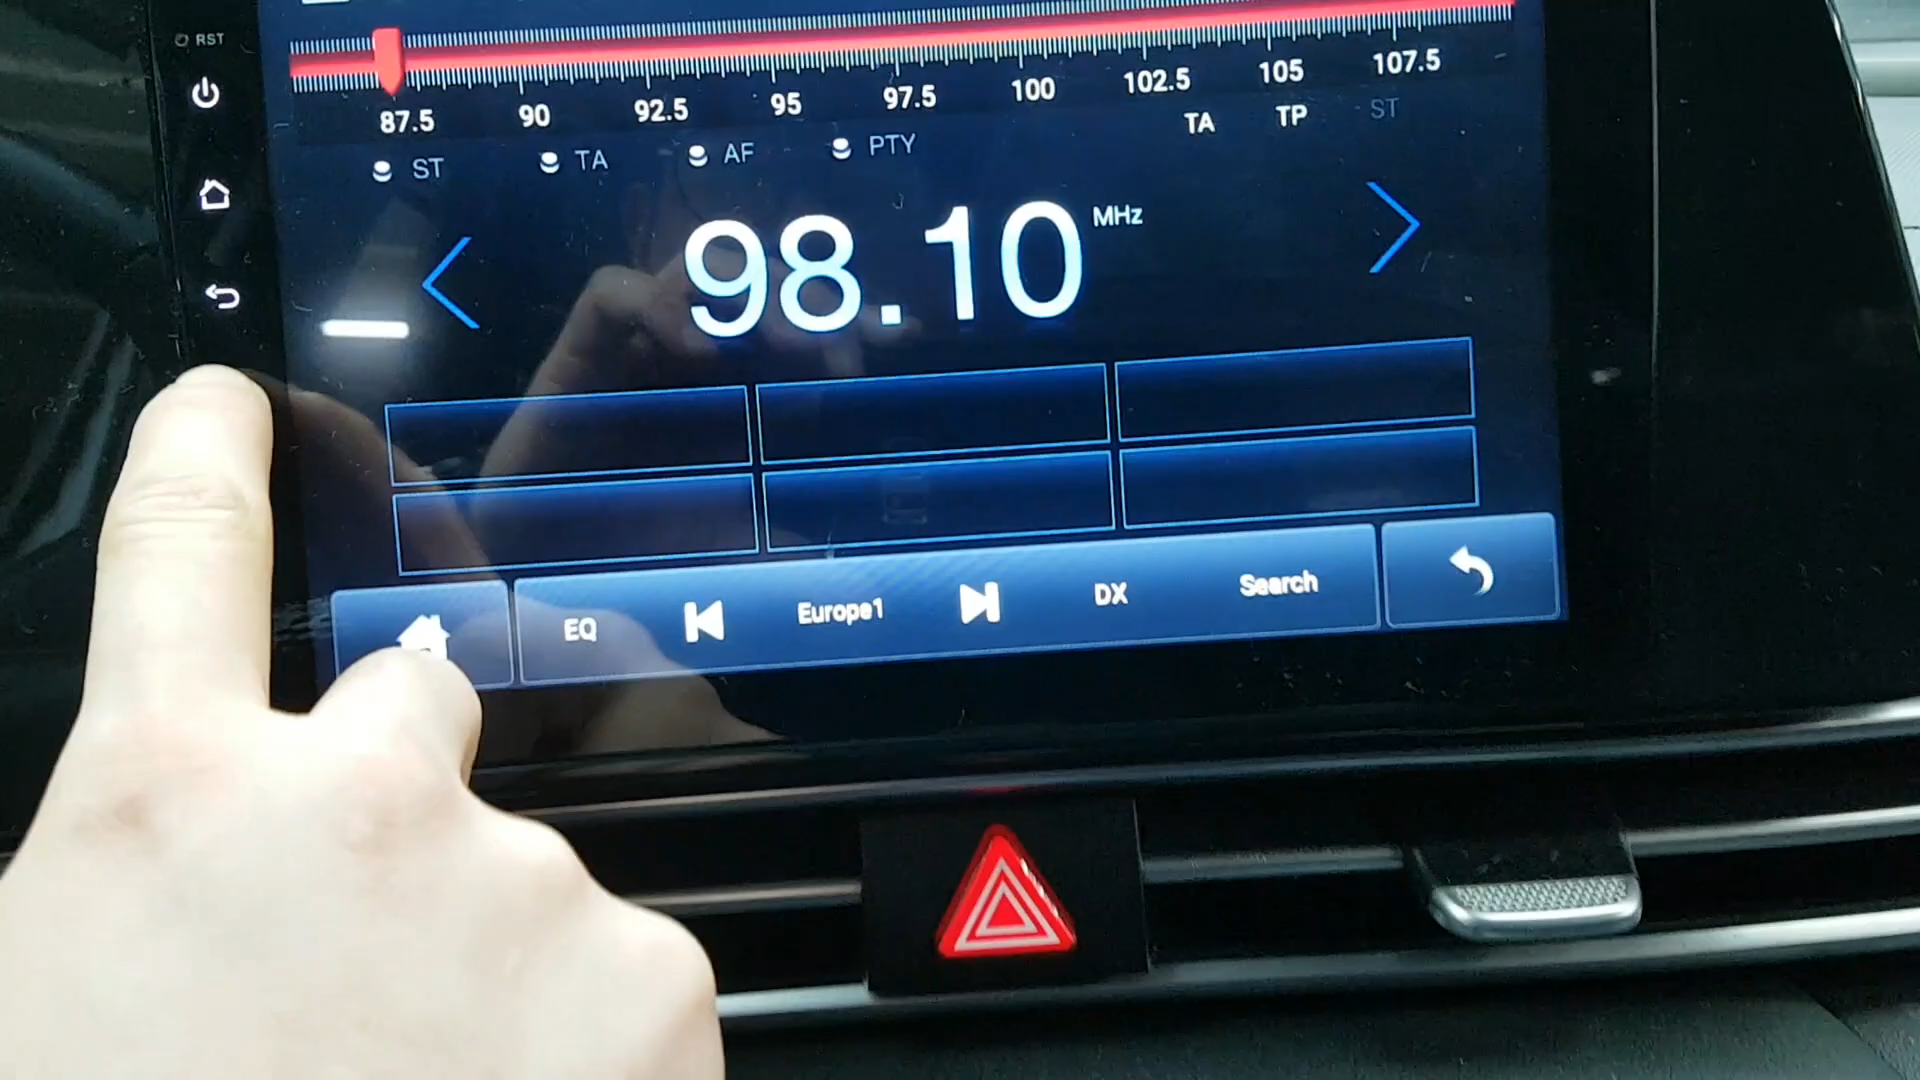 RST
87.5 90 92.5 95 97.5 100 102.5 105 107.5
ST TA AF PTY TA TP ST
98.10 MHz
EQ Europe1 DX Search